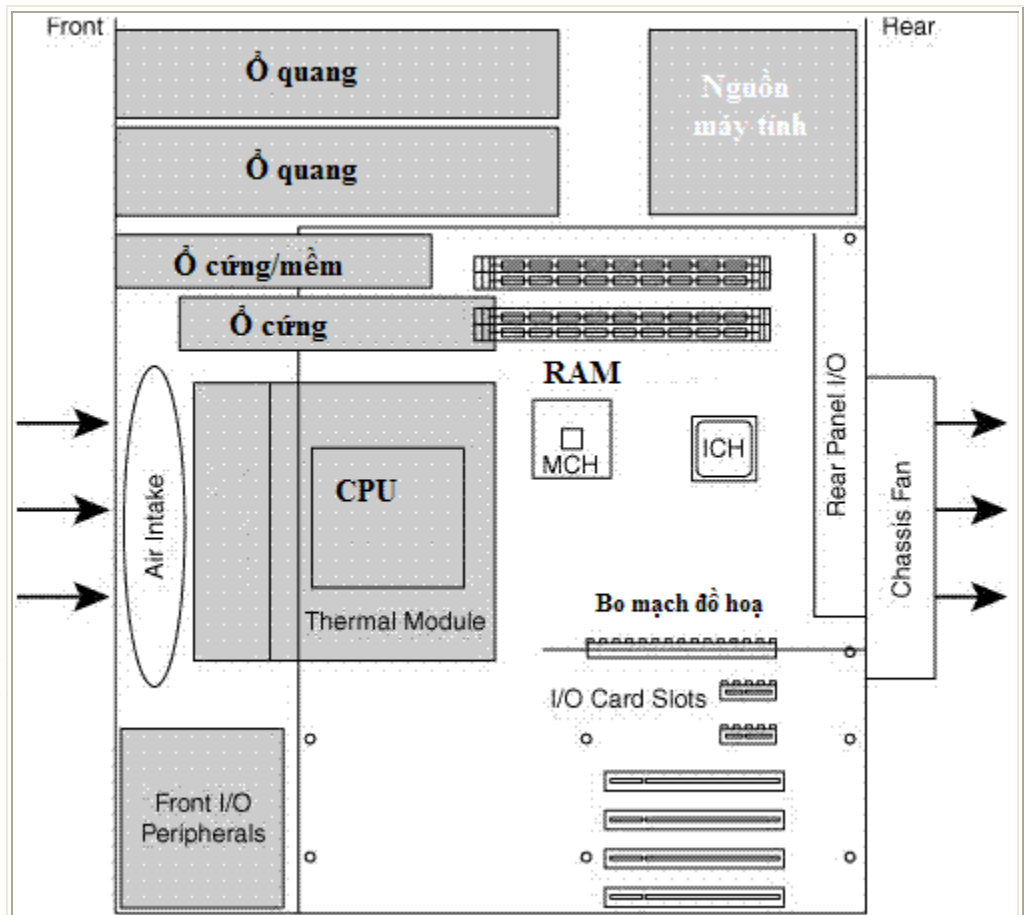 Front
Rear
Ổ quang
Nguồn
máy tính
Ổ quang
Ổ cứng/mềm
Ổ cứng
RAM
Rear Panel I/O
MCH
ICH
CPU
Air Intake
Chassis Fan
Thermal Module
Bo mạch đồ hoạ
I/O Card Slots
Front I/O
Peripherals